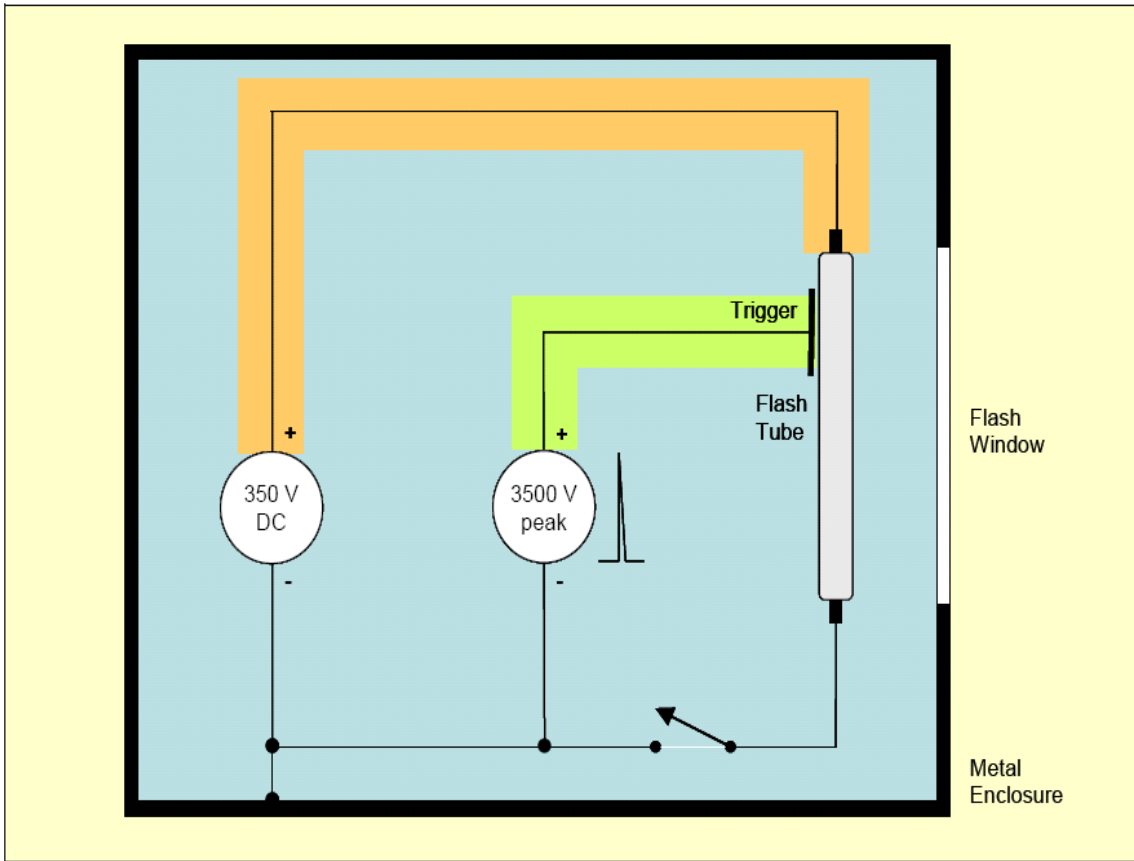 Trigger
Flash
Tube
Flash
Window
+
350 V
DC
-
+
3500 V
peak
-
Metal
Enclosure